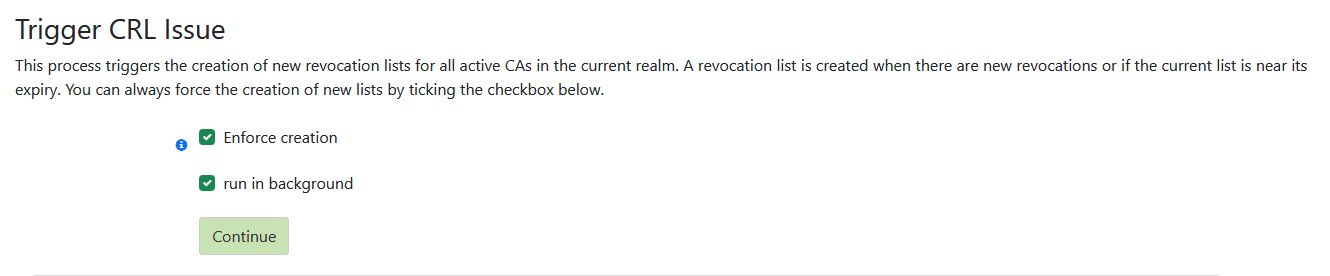 Trigger CRL Issue
This process triggers the creation of new revocation lists for all active CAs in the current realm. A revocation list is created when there are new revocations or if the current list is near its
expiry. You can always force the creation of new lists by ticking the checkbox below.
Enforce creation
run in background
Continue